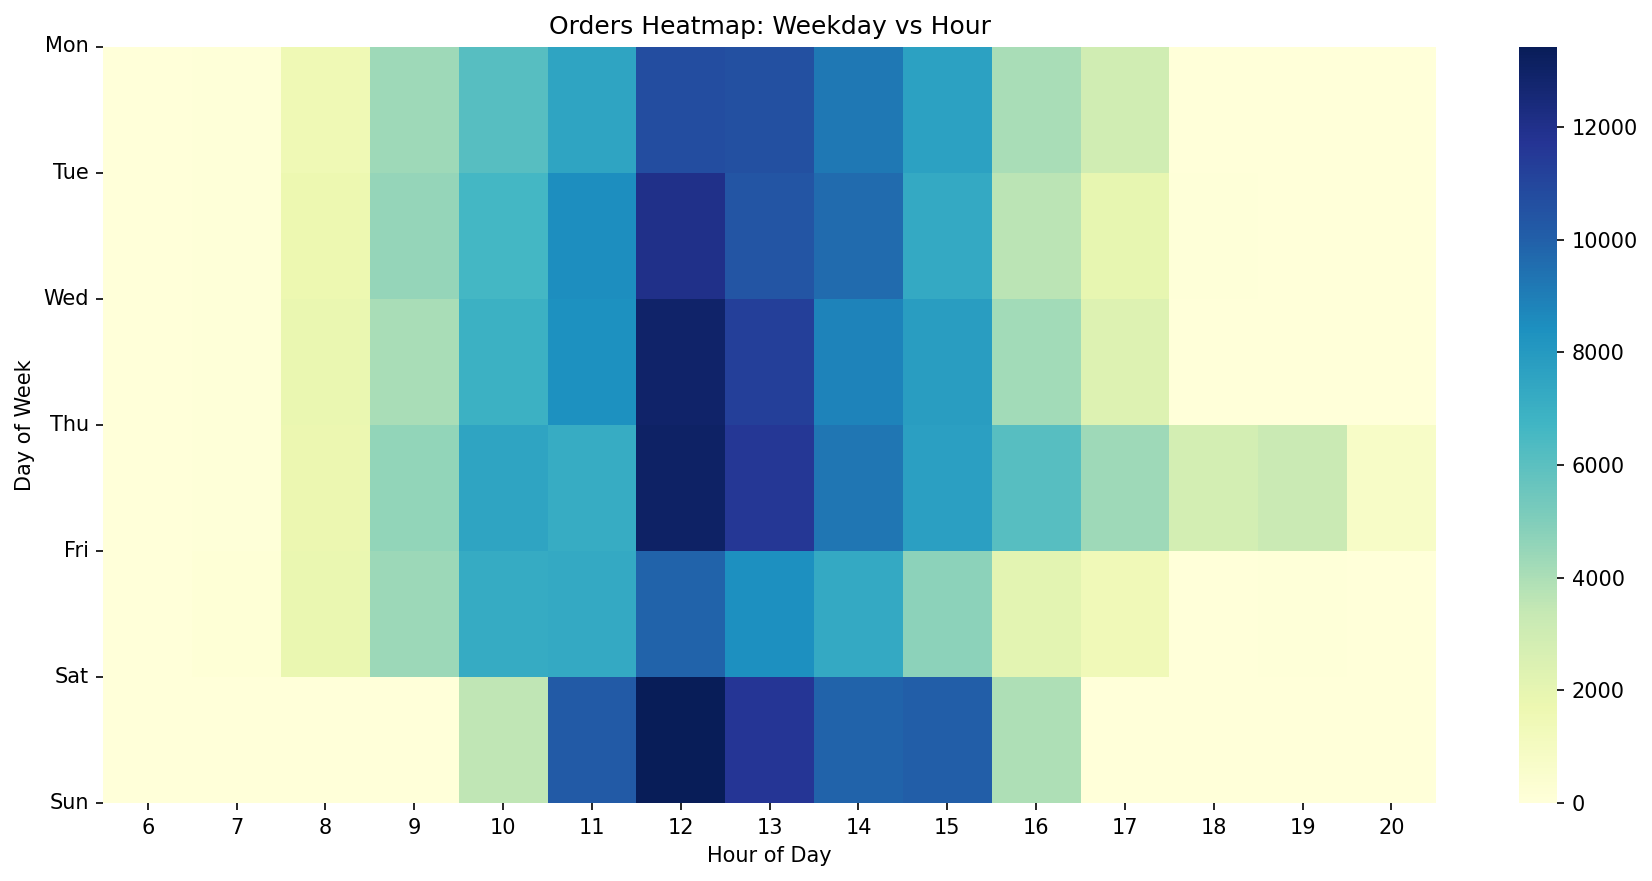 Orders Heatmap: Weekday vs Hour
Mon
Tue
Wed
Thu
Fri
Sat
Sun
Day of Week
6 7 8 9 10 11 12 13 14 15 16 17 18 19 20
Hour of Day
12000
10000
8000
6000
4000
2000
0